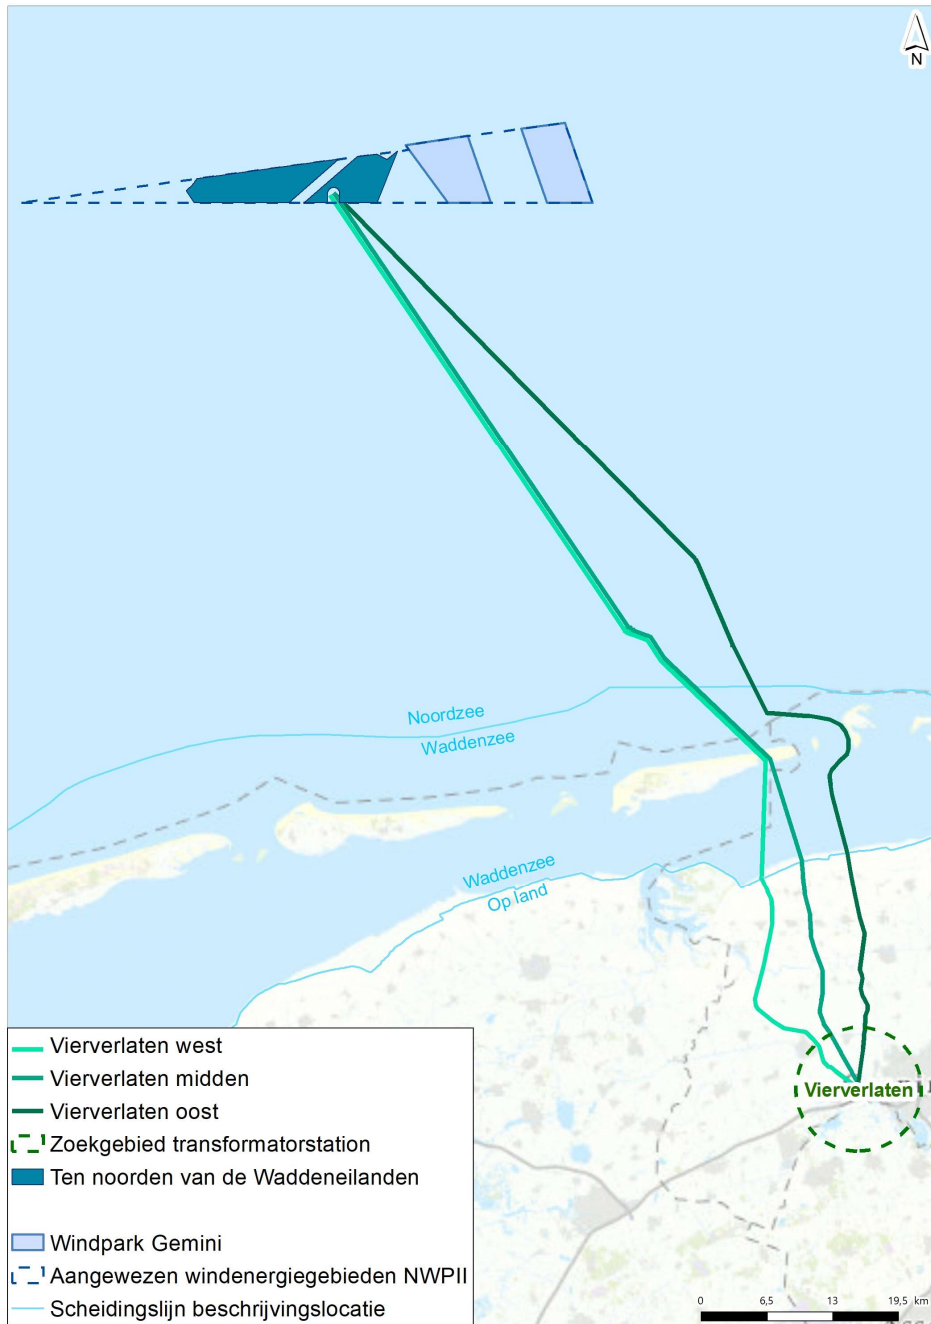 N
Noordzee
Waddenzee
Waddenzee
Op land
Vierverlaten
Vierverlaten west
Vierverlaten midden
Vierverlaten oost
Zoekgebied transformatorstation
Ten noorden van de Waddeneilanden
Windpark Gemini
Aangewezen windenergiegebieden NWPII
Scheidingslijn beschrijvingslocatie
0 6,5 13 19,5 km